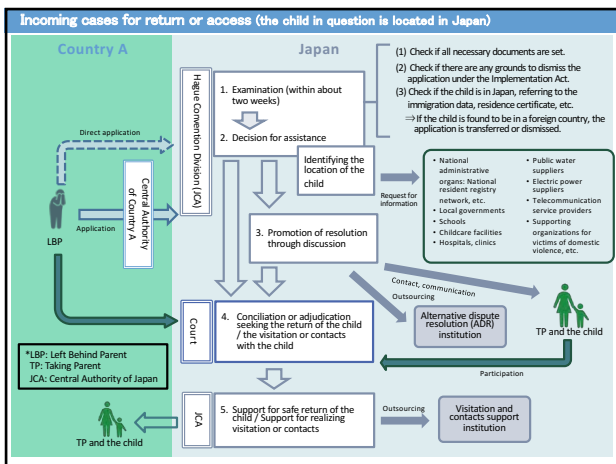 Incoming cases for return or access (the child in question is located in Japan)
Country A
Japan
Direct application
LBP
Application
Central Authority
of Country A
Hague Convention Division (JCA)
1. Examination (within about
two weeks)
2. Decision for assistance
Identifying the
location of the
child
(1) Check if all necessary documents are set.
(2) Check if there are any grounds to dismiss the
application under the Implementation Act.
(3) Check if the child is in Japan, referring to the
immigration data, residence certificate, etc.
⇒If the child is found to be in a foreign country, the
application is transferred or dismissed.
Request for
information
• National
administrative
organs: National
resident registry
network, etc.
• Local governments
• Schools
• Childcare facilities
• Hospitals, clinics
• Public water
suppliers
• Electric power
suppliers
• Telecommunication
service providers
• Supporting
organizations for
victims of domestic
violence, etc.
3. Promotion of resolution
through discussion
Contact, communication
Outsourcing
Alternative dispute
resolution (ADR)
institution
TP and the child
Court
4. Conciliation or adjudication
seeking the return of the child
/ the visitation or contacts
with the child
Participation
*LBP: Left Behind Parent
TP: Taking Parent
JCA: Central Authority of Japan
TP and the child
JCA
5. Support for safe return of the
child / Support for realizing
visitation or contacts
Outsourcing
Visitation and
contacts support
institution